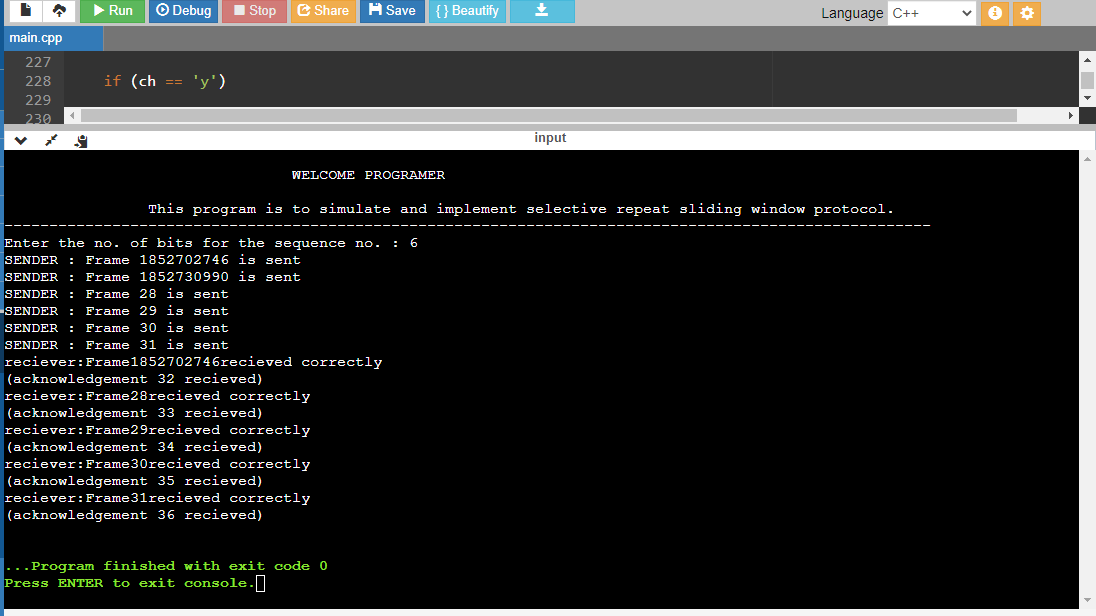 Run Debug Stop Share Save { } Beautify Language C++
main.cpp
227
228 if (ch == 'y')
229
230
input
WELCOME PROGRAMER
This program is to simulate and implement selective repeat sliding window protocol.
-------------------------------------------------------------------------------------------------------
Enter the no. of bits for the sequence no. : 6
SENDER : Frame 1852702746 is sent
SENDER : Frame 1852730990 is sent
SENDER : Frame 28 is sent
SENDER : Frame 29 is sent
SENDER : Frame 30 is sent
SENDER : Frame 31 is sent
reciever:Frame1852702746recieved correctly
(acknowledgement 32 recieved)
reciever:Frame28recieved correctly
(acknowledgement 33 recieved)
reciever:Frame29recieved correctly
(acknowledgement 34 recieved)
reciever:Frame30recieved correctly
(acknowledgement 35 recieved)
reciever:Frame31recieved correctly
(acknowledgement 36 recieved)
...Program finished with exit code 0
Press ENTER to exit console.